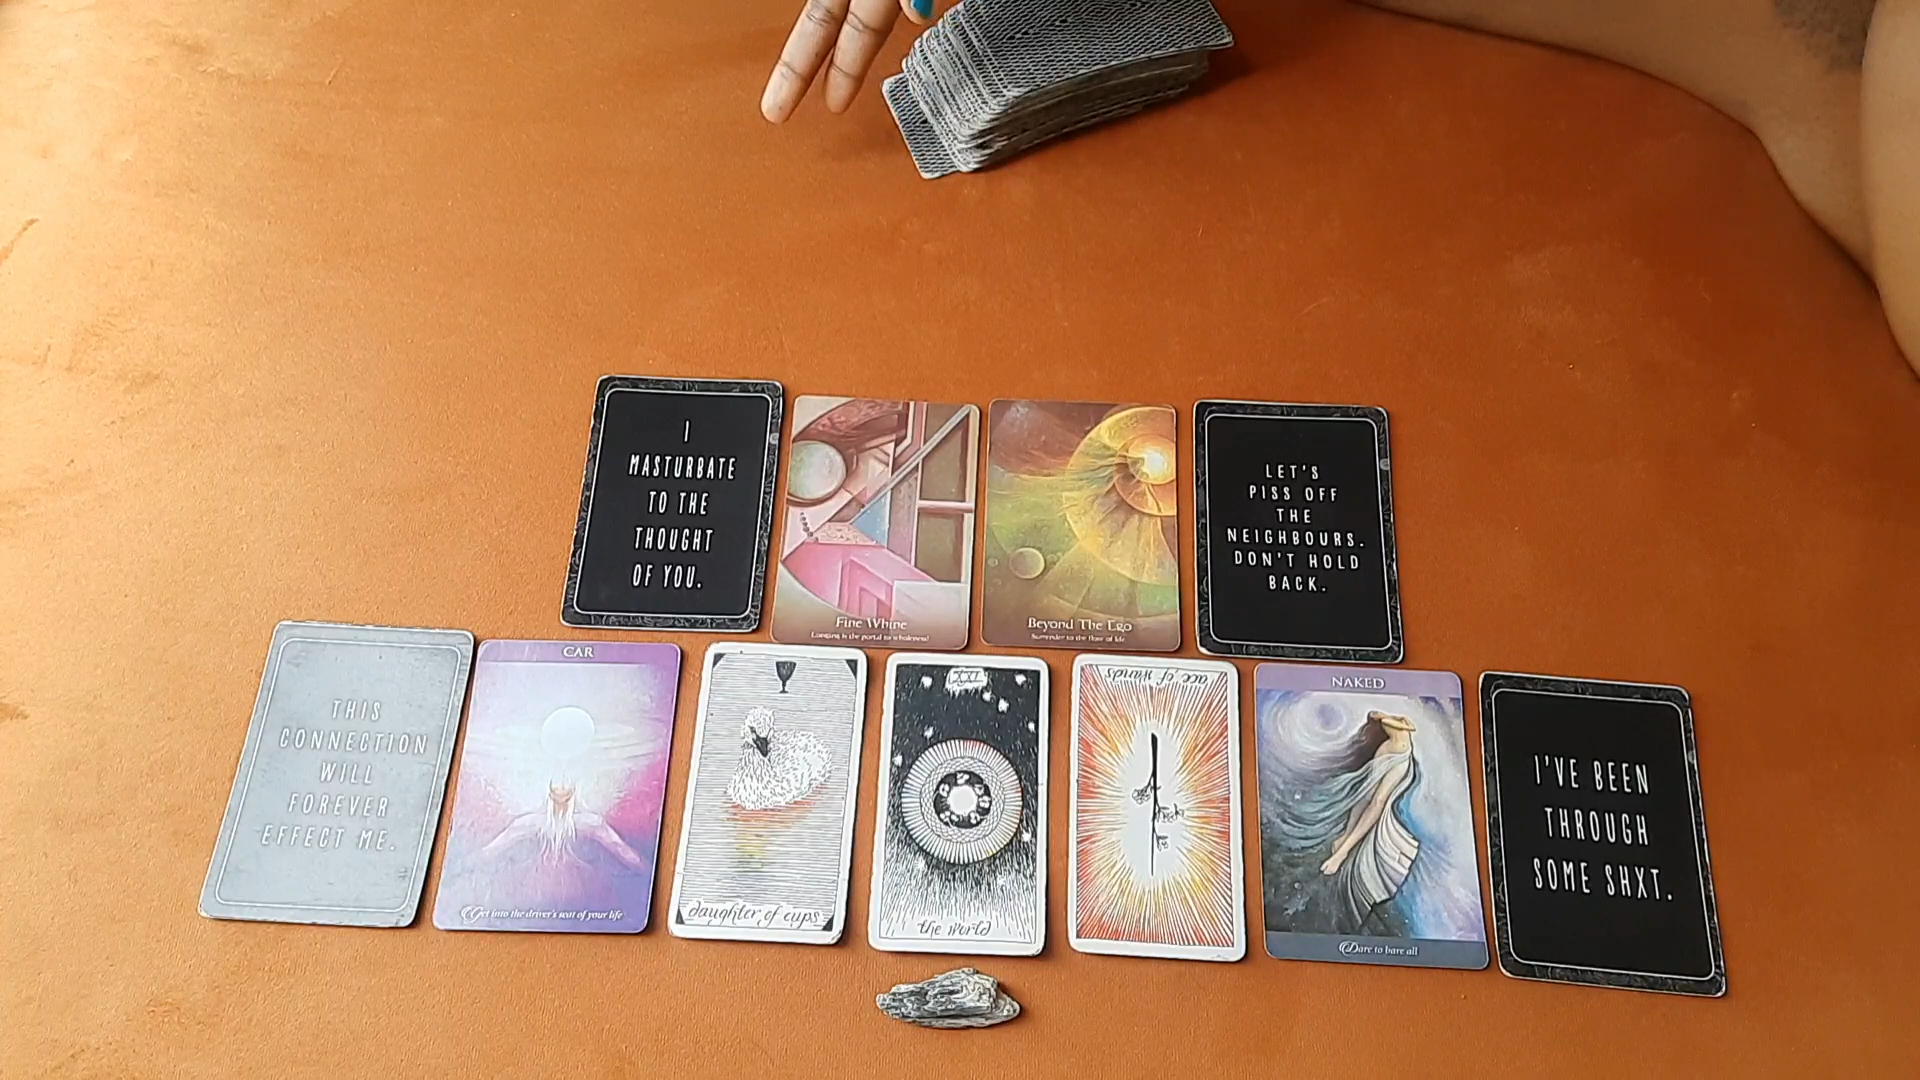 I
MASTURBATE
TO THE
THOUGHT
OF YOU.
Fine Whine
Longing is the portal to wholeness!
Beyond The Ego
Surrender to the flow of life
LET'S
PISS OFF
THE
NEIGHBOURS.
DON'T HOLD
BACK.
THIS
CONNECTION
WILL
FOREVER
EFFECT ME.
CAR
Get into the driver's seat of your life
daughter of cups
XXI
the world
ace of wands
NAKED
Dare to bare all
I'VE BEEN
THROUGH
SOME SHXT.